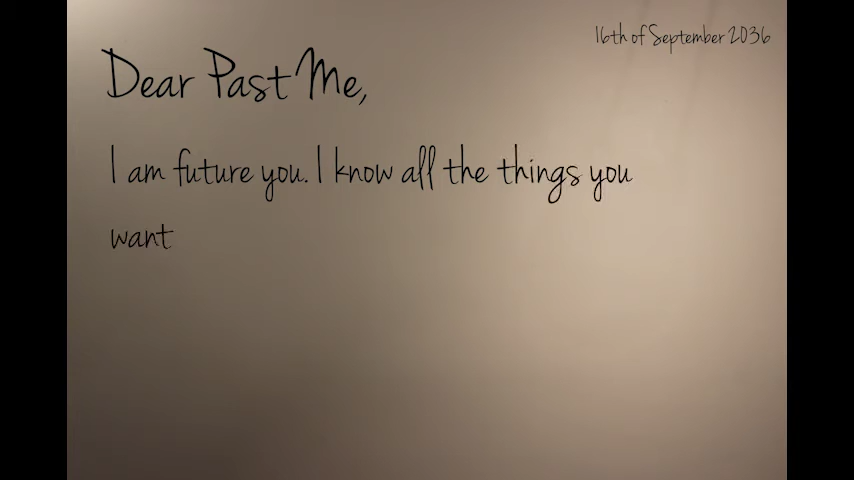 16th of September 2036
Dear Past Me,
I am future you. I know all the things you
want